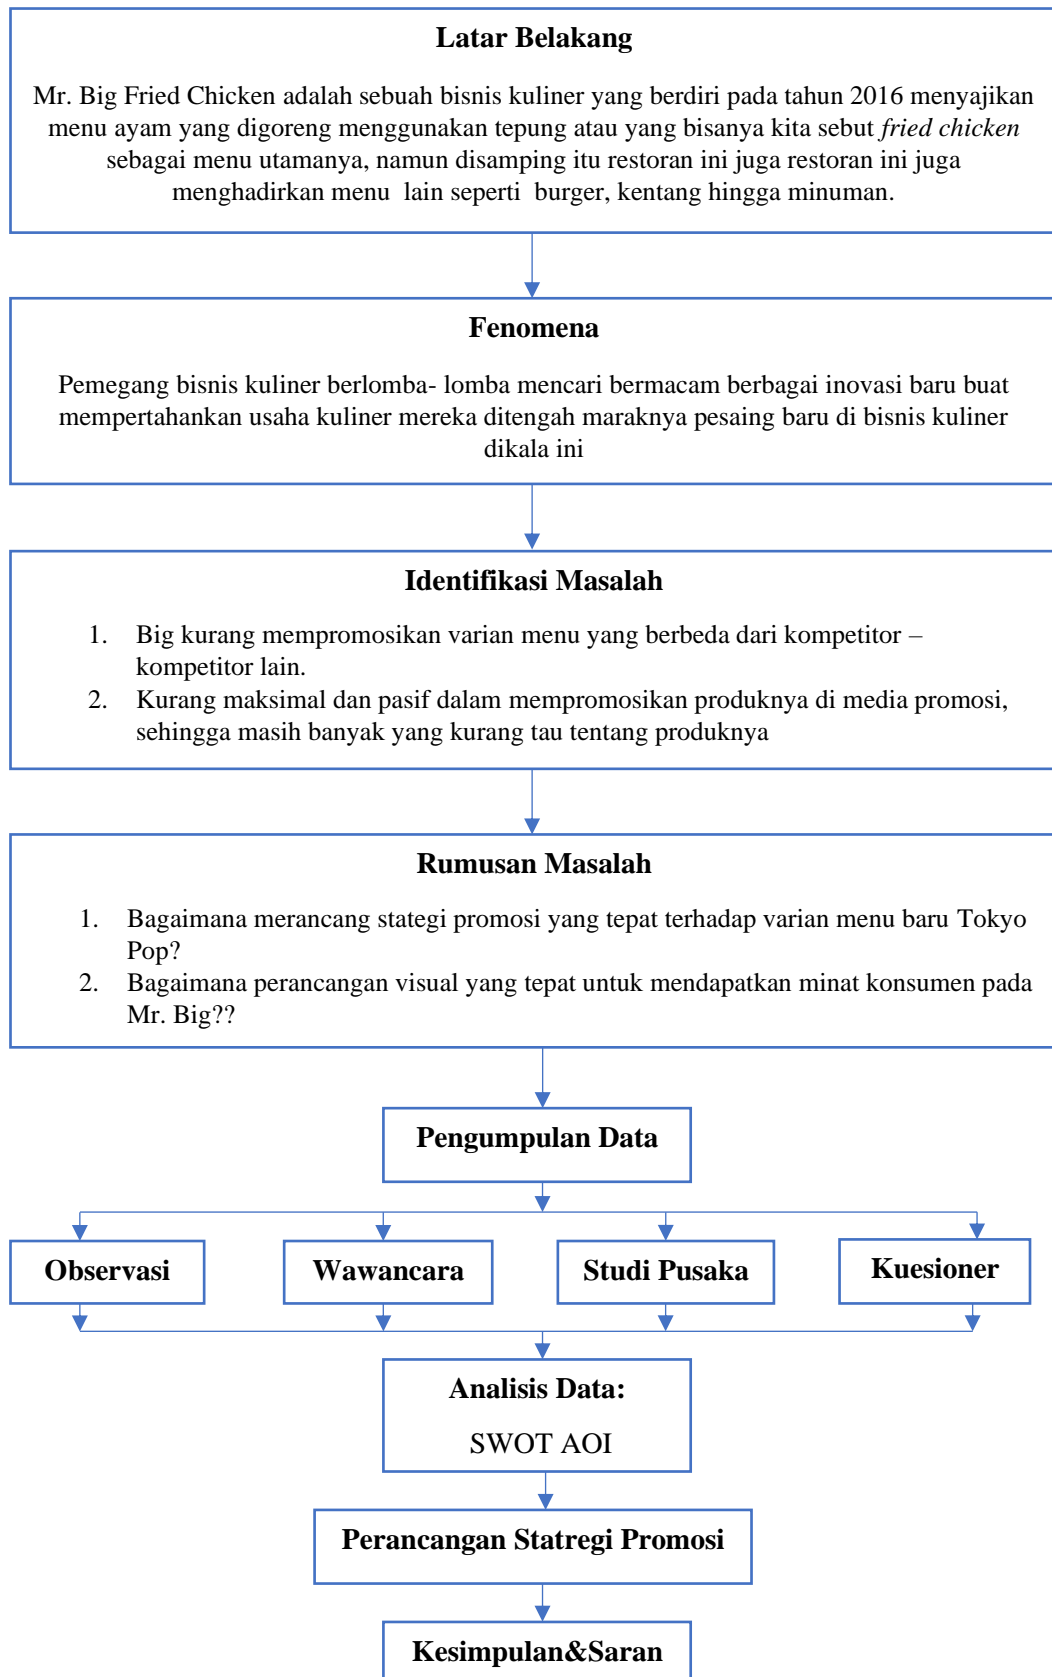 Latar Belakang
Mr. Big Fried Chicken adalah sebuah bisnis kuliner yang berdiri pada tahun 2016 menyajikan
menu ayam yang digoreng menggunakan tepung atau yang bisanya kita sebut fried chicken
sebagai menu utamanya, namun disamping itu restoran ini juga restoran ini juga
menghadirkan menu lain seperti burger, kentang hingga minuman.
Fenomena
Pemegang bisnis kuliner berlomba- lomba mencari bermacam berbagai inovasi baru buat
mempertahankan usaha kuliner mereka ditengah maraknya pesaing baru di bisnis kuliner
dikala ini
Identifikasi Masalah
1. Big kurang mempromosikan varian menu yang berbeda dari kompetitor –
kompetitor lain.
2. Kurang maksimal dan pasif dalam mempromosikan produknya di media promosi,
sehingga masih banyak yang kurang tau tentang produknya
Rumusan Masalah
1. Bagaimana merancang stategi promosi yang tepat terhadap varian menu baru Tokyo
Pop?
2. Bagaimana perancangan visual yang tepat untuk mendapatkan minat konsumen pada
Mr. Big??
Pengumpulan Data
Observasi
Wawancara
Studi Pusaka
Kuesioner
Analisis Data:
SWOT AOI
Perancangan Statregi Promosi
Kesimpulan&Saran